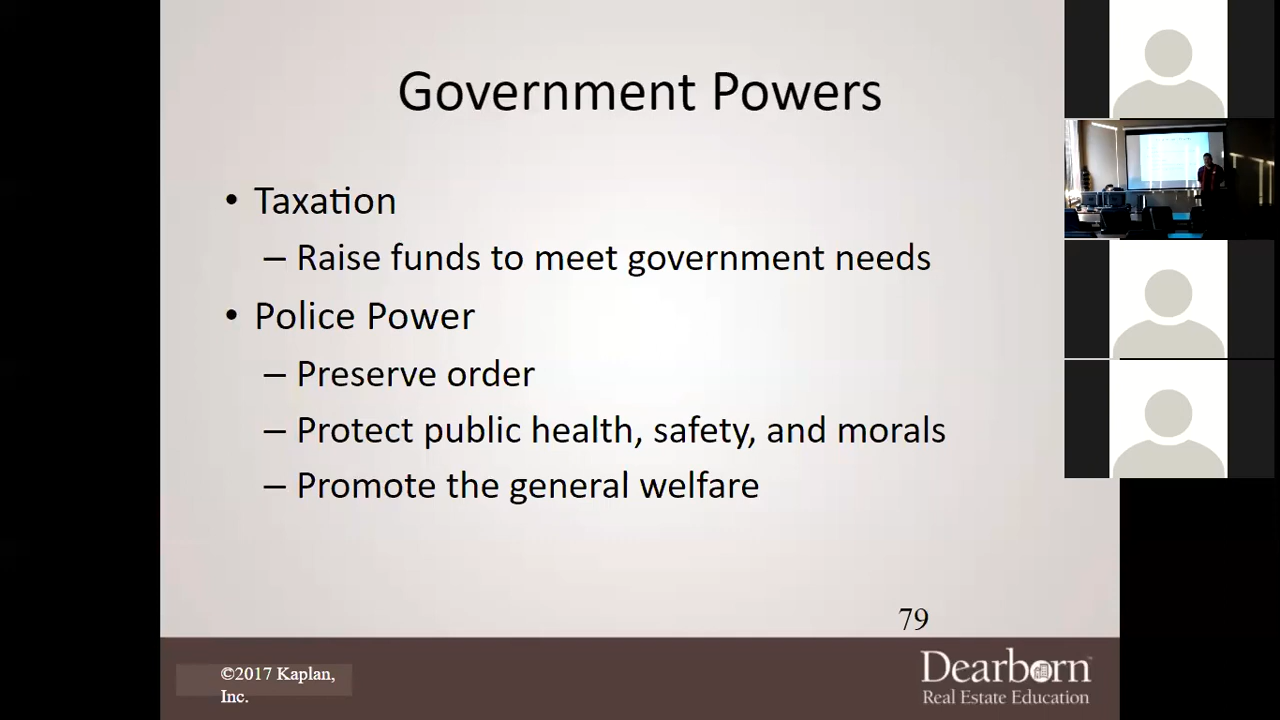 Government Powers
• Taxation
– Raise funds to meet government needs
• Police Power
– Preserve order
– Protect public health, safety, and morals
– Promote the general welfare
79
©2017 Kaplan,
Inc.
Dearborn™
Real Estate Education